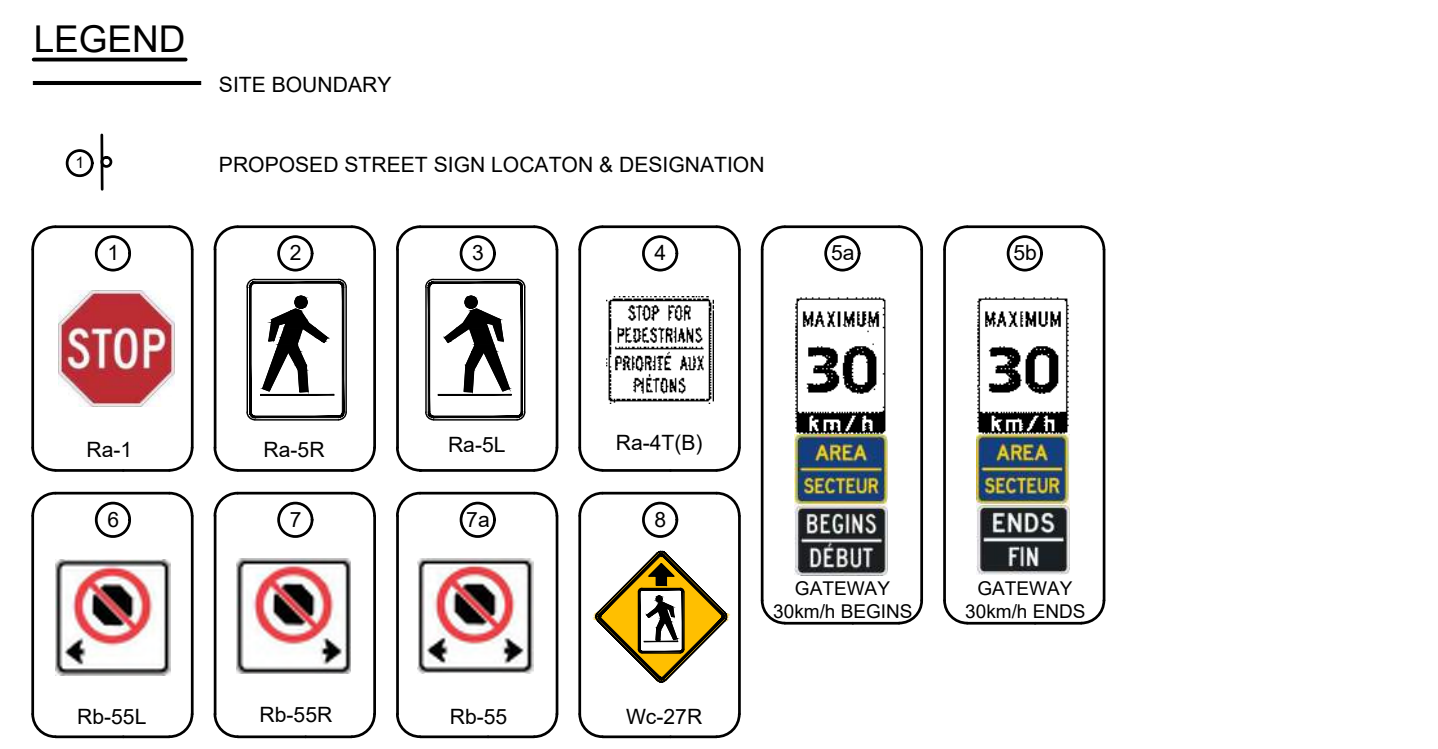 LEGEND
SITE BOUNDARY
1
PROPOSED STREET SIGN LOCATON & DESIGNATION
1
STOP
Ra-1
2
Ra-5R
3
Ra-5L
4
STOP FOR
PEDESTRIANS
PRIORITÉ AUX
PIÉTONS
Ra-4T(B)
5a
MAXIMUM
30
km/h
AREA
SECTEUR
BEGINS
DÉBUT
GATEWAY
30km/h BEGINS
5b
MAXIMUM
30
km/h
AREA
SECTEUR
ENDS
FIN
GATEWAY
30km/h ENDS
6
Rb-55L
7
Rb-55R
7a
Rb-55
8
Wc-27R